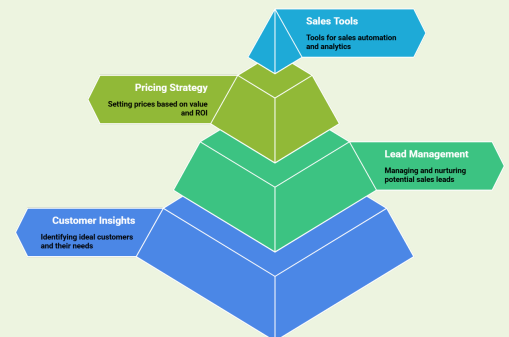 Sales Tools
Tools for sales automation
and analytics
Pricing Strategy
Setting prices based on value
and ROI
Lead Management
Managing and nurturing
potential sales leads
Customer Insights
Identifying ideal customers
and their needs